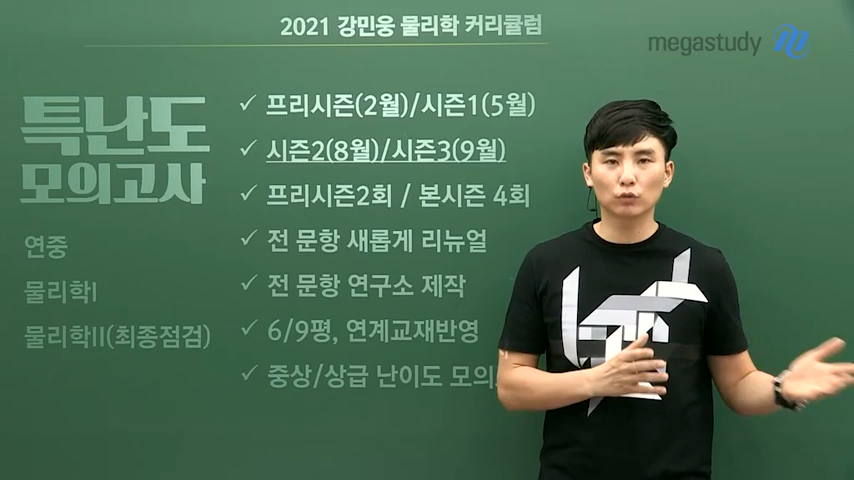 2021 강민웅 물리학 커리큘럼
megastudy
특난도
모의고사
연중
물리학I
물리학II(최종점검)
✓ 프리시즌(2월)/시즌1(5월)
✓ 시즌2(8월)/시즌3(9월)
✓ 프리시즌2회 / 본시즌 4회
✓ 전 문항 새롭게 리뉴얼
✓ 전 문항 연구소 제작
✓ 6/9평, 연계교재반영
✓ 중상/상급 난이도 모의